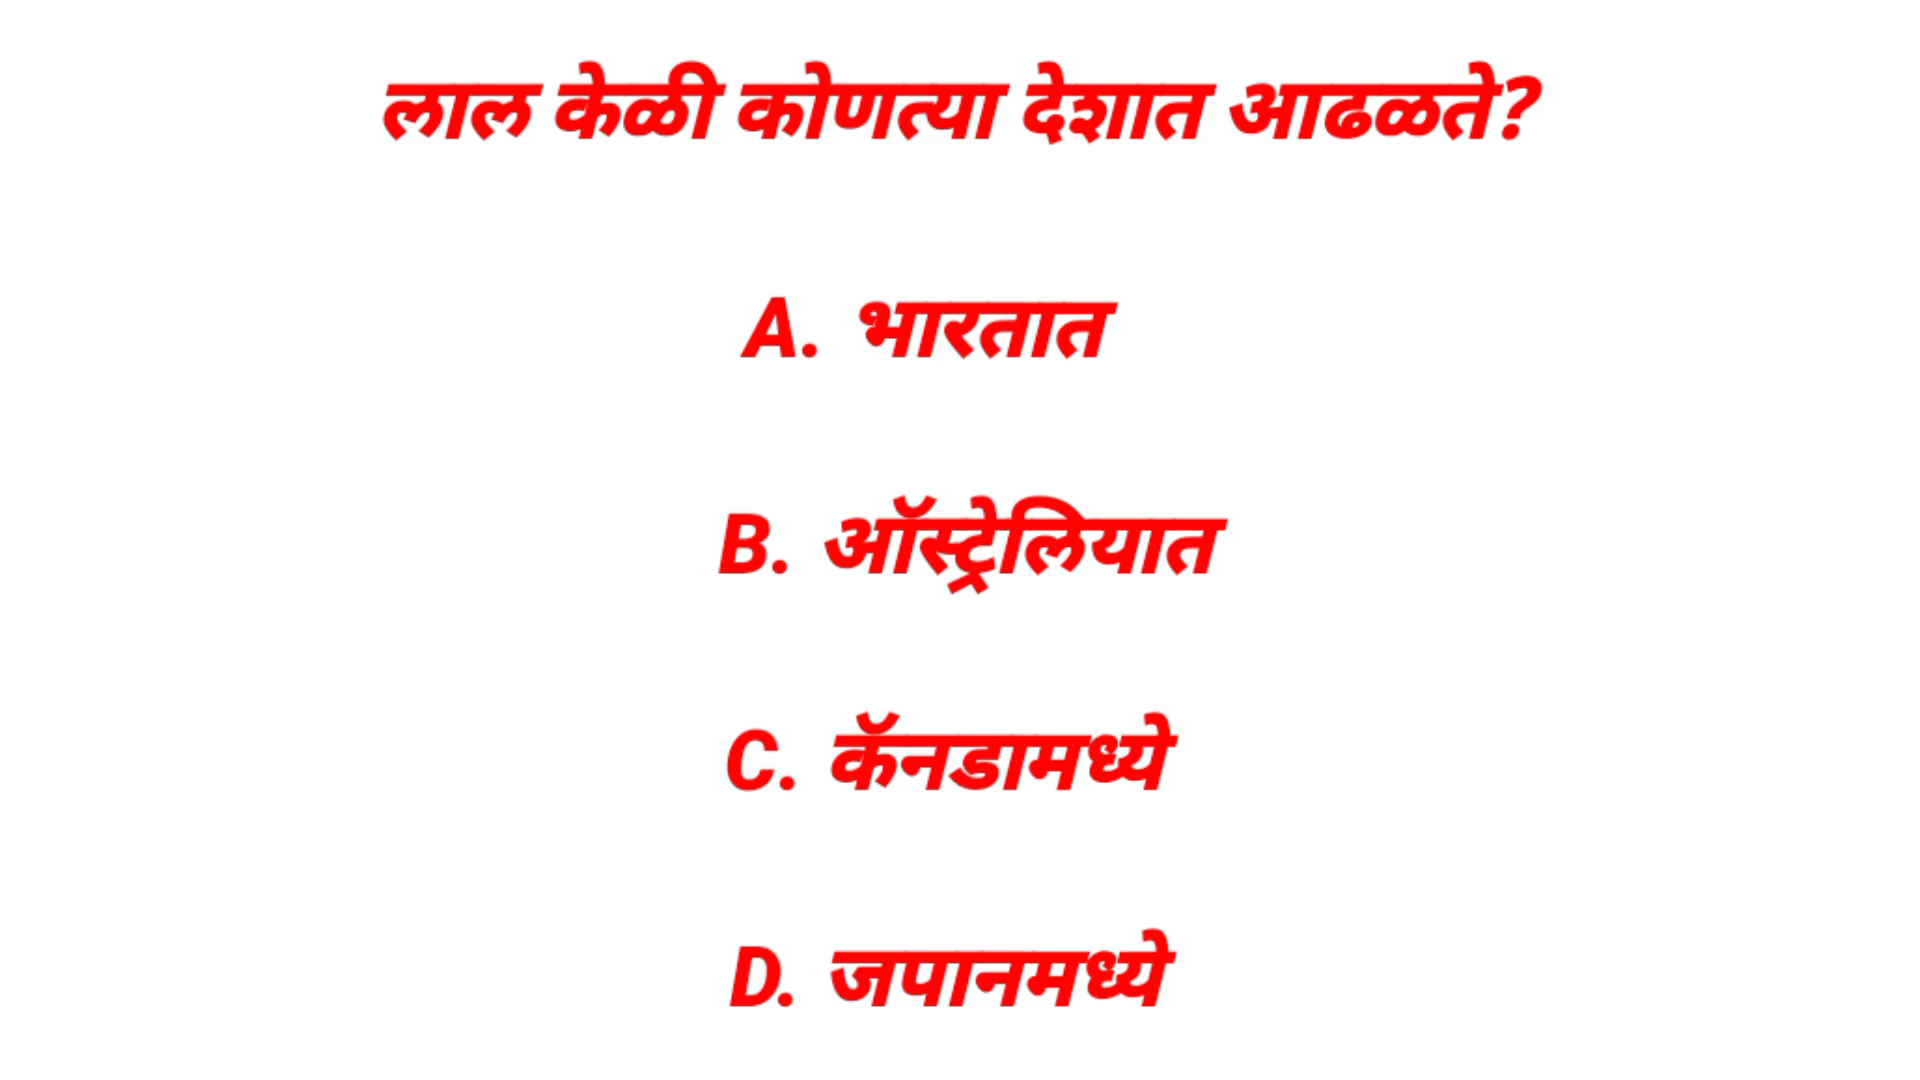 लाल केळी कोणत्या देशात आढळते?
A. भारतात
B. ऑस्ट्रेलियात
C. कॅनडामध्ये
D. जपानमध्ये